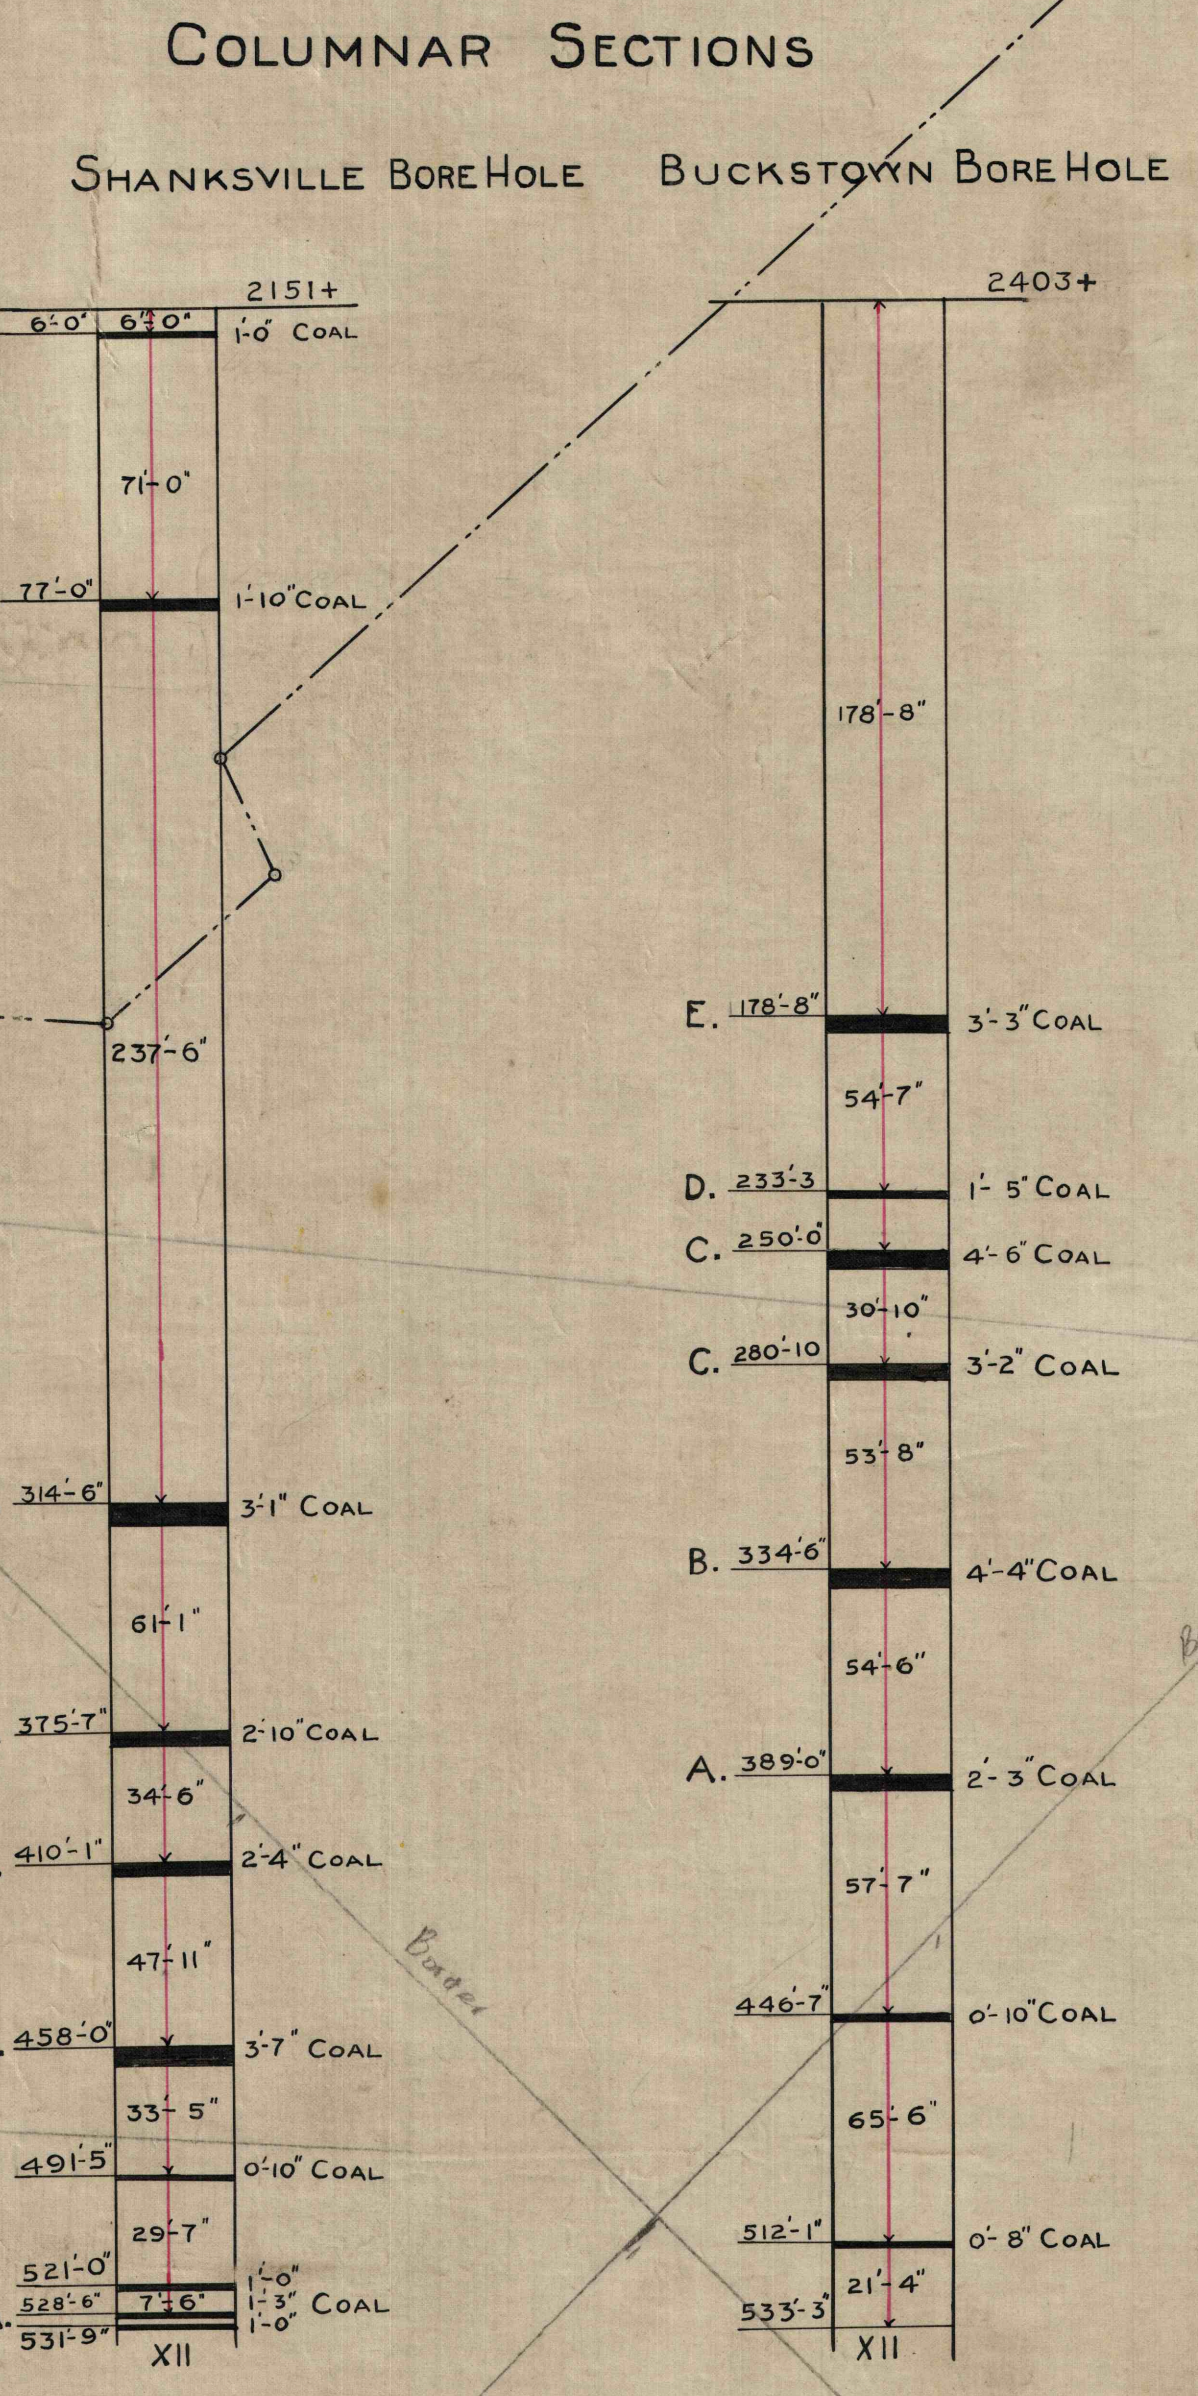 COLUMNAR SECTIONS
SHANKSVILLE BORE HOLE
2151+
6'-0" 6'-0" 1'-0" COAL
71'-0"
77'-0" 1'-10" COAL
237'-6"
314'-6" 3'-1" COAL
61'-1"
375'-7" 2'-10" COAL
34'-6"
410'-1" 2'-4" COAL
47'-11"
458'-0" 3'-7" COAL
33'-5"
491'-5" 0'-10" COAL
29'-7"
521'-0" 1'-0"
528'-6" 7'-6" 1'-3" COAL
531'-9" 1'-0"
XII
BUCKSTOWN BORE HOLE
2403+
178'-8"
E. 178'-8" 3'-3" COAL
54'-7"
D. 233'-3 1'-5" COAL
C. 250'-0" 4'-6" COAL
30'-10"
C. 280'-10 3'-2" COAL
53'-8"
B. 334'-6" 4'-4" COAL
54'-6"
A. 389'-0" 2'-3" COAL
57'-7"
446'-7" 0'-10" COAL
65'-6"
512'-1" 0'-8" COAL
21'-4"
533'-3"
XII
Border